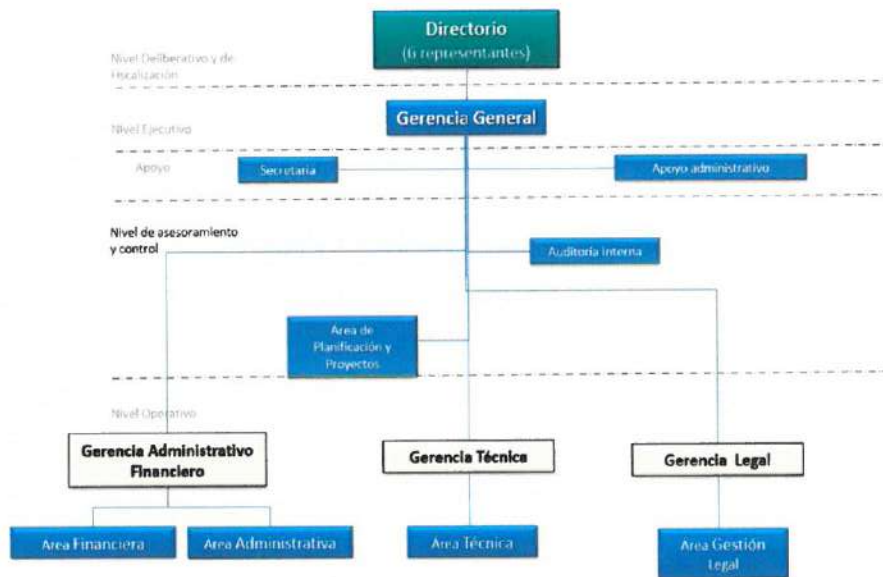 Directorio
(6 representantes)
Nivel Deliberativo y de
Fiscalización
Gerencia General
Nivel Ejecutivo
Apoyo
Secretaria
Apoyo administrativo
Nivel de asesoramiento
y control
Auditoría interna
Area de
Planificación y
Proyectos
Nivel Operativo
Gerencia Administrativo
Financiero
Gerencia Técnica
Gerencia Legal
Area Financiera
Area Administrativa
Area Técnica
Area Gestión
Legal